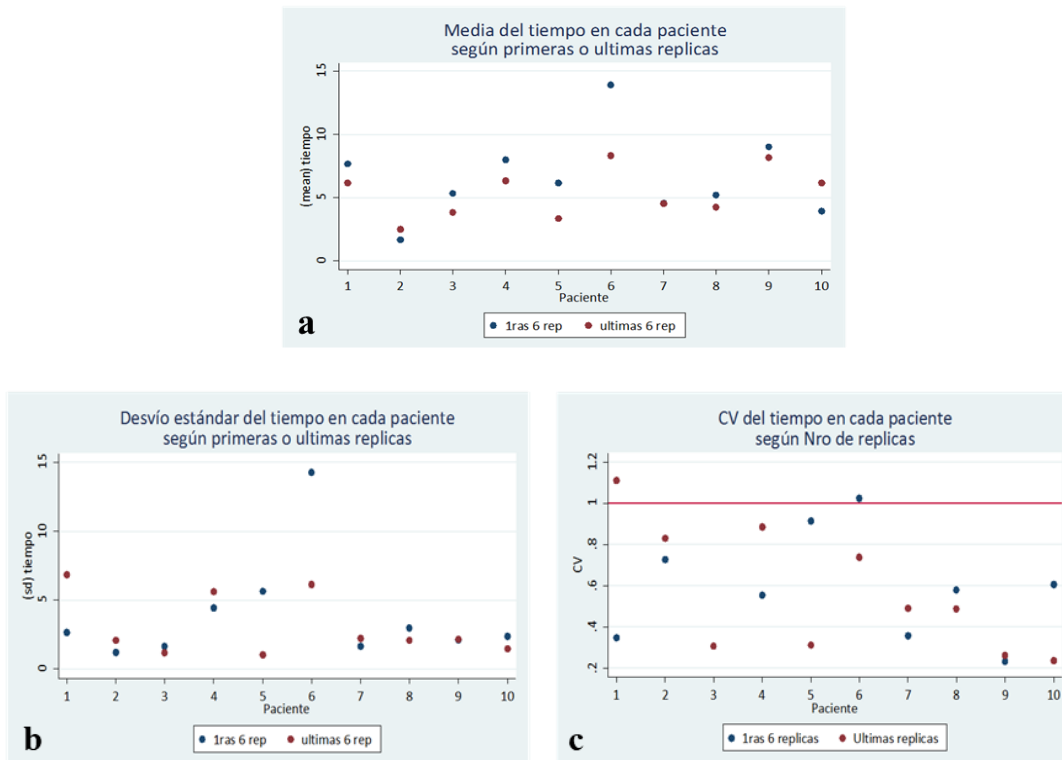 Media del tiempo en cada paciente
según primeras o ultimas replicas
(mean) tiempo
15
10
5
0
1 2 3 4 5 6 7 8 9 10
Paciente
1ras 6 rep ultimas 6 rep
a
Desvío estándar del tiempo en cada paciente
según primeras o ultimas replicas
(sd) tiempo
15
10
5
0
1 2 3 4 5 6 7 8 9 10
Paciente
1ras 6 rep ultimas 6 rep
b
CV del tiempo en cada paciente
según Nro de replicas
CV
1.2
1
.8
.6
.4
.2
1 2 3 4 5 6 7 8 9 10
Paciente
1ras 6 replicas Ultimas replicas
c